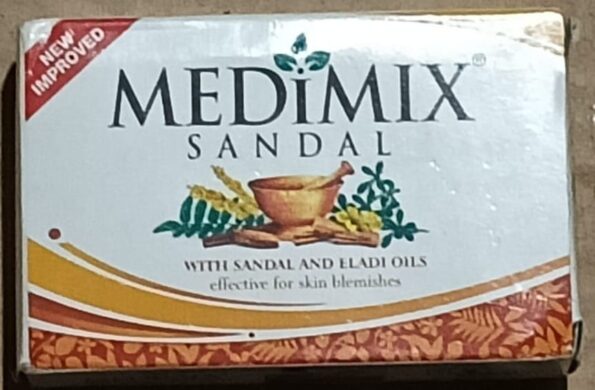 NEW
IMPROVED
MEDiMIX®
SANDAL
WITH SANDAL AND ELADI OILS
effective for skin blemishes